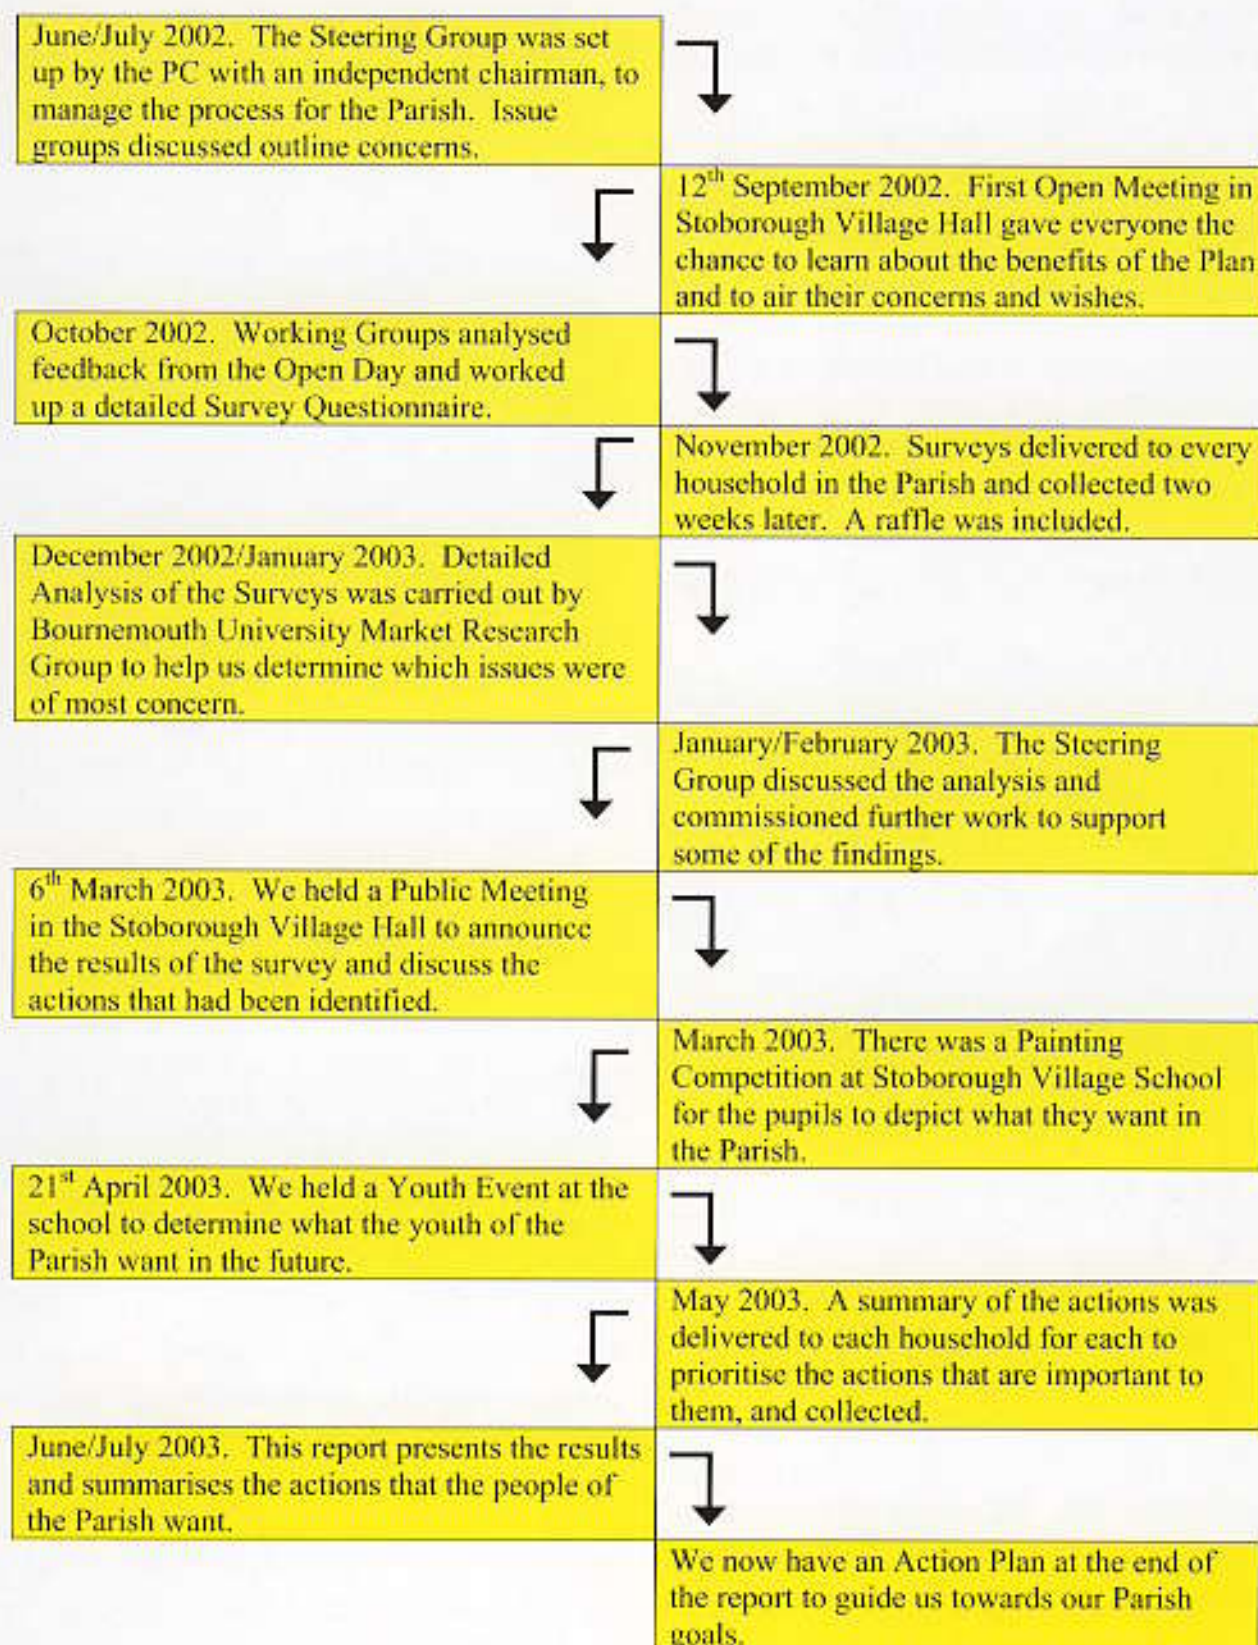 June/July 2002. The Steering Group was set
up by the PC with an independent chairman, to
manage the process for the Parish. Issue
groups discussed outline concerns.
12th September 2002. First Open Meeting in
Stoborough Village Hall gave everyone the
chance to learn about the benefits of the Plan
and to air their concerns and wishes.
October 2002. Working Groups analysed
feedback from the Open Day and worked
up a detailed Survey Questionnaire.
November 2002. Surveys delivered to every
household in the Parish and collected two
weeks later. A raffle was included.
December 2002/January 2003. Detailed
Analysis of the Surveys was carried out by
Bournemouth University Market Research
Group to help us determine which issues were
of most concern.
January/February 2003. The Steering
Group discussed the analysis and
commissioned further work to support
some of the findings.
6th March 2003. We held a Public Meeting
in the Stoborough Village Hall to announce
the results of the survey and discuss the
actions that had been identified.
March 2003. There was a Painting
Competition at Stoborough Village School
for the pupils to depict what they want in
the Parish.
21st April 2003. We held a Youth Event at the
school to determine what the youth of the
Parish want in the future.
May 2003. A summary of the actions was
delivered to each household for each to
prioritise the actions that are important to
them, and collected.
June/July 2003. This report presents the results
and summarises the actions that the people of
the Parish want.
We now have an Action Plan at the end of
the report to guide us towards our Parish
goals.